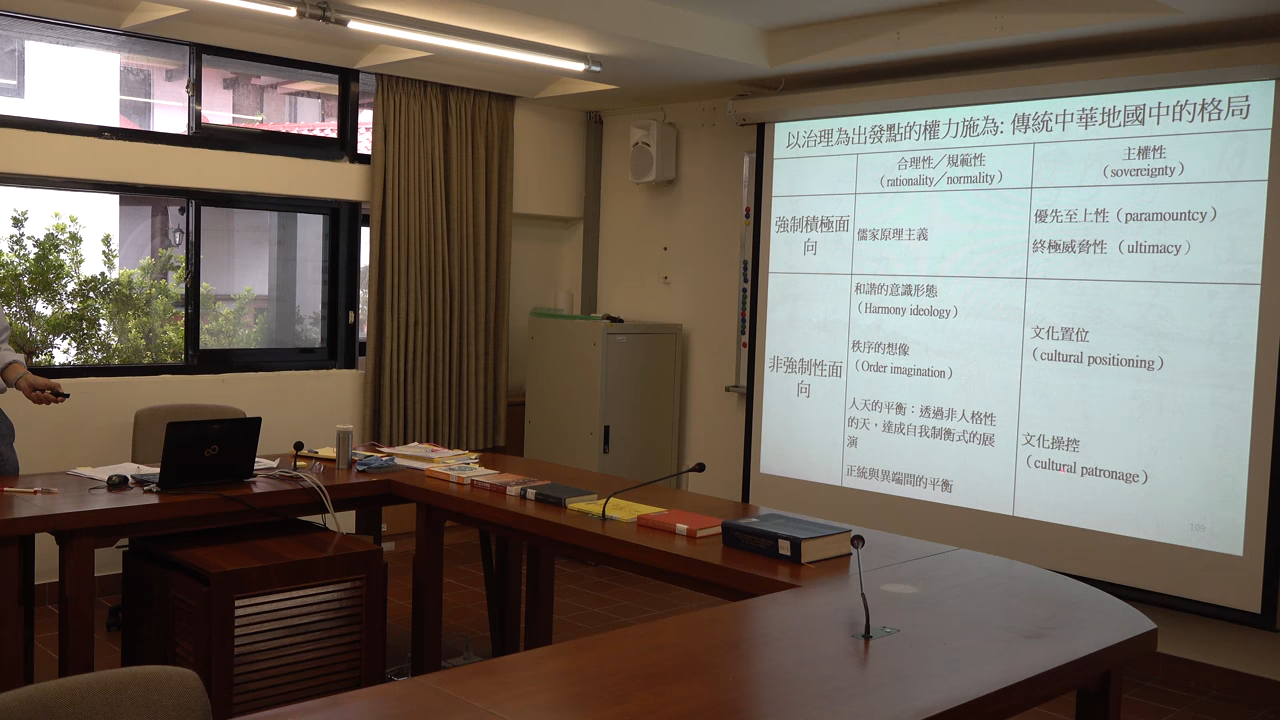 以治理為出發點的權力施為: 傳統中華地國中的格局
合理性／規範性
（rationality／normality）
主權性
（sovereignty）
強制積極面
向
儒家原理主義
優先至上性（paramountcy）
終極威脅性 （ultimacy）
非強制性面
向
和諧的意識形態
（Harmony ideology）
秩序的想像
（Order imagination）
人天的平衡：透過非人格性
的天，達成自我制衡式的展
演
正統與異端間的平衡
文化置位
（cultural positioning）
文化操控
（cultural patronage）
109